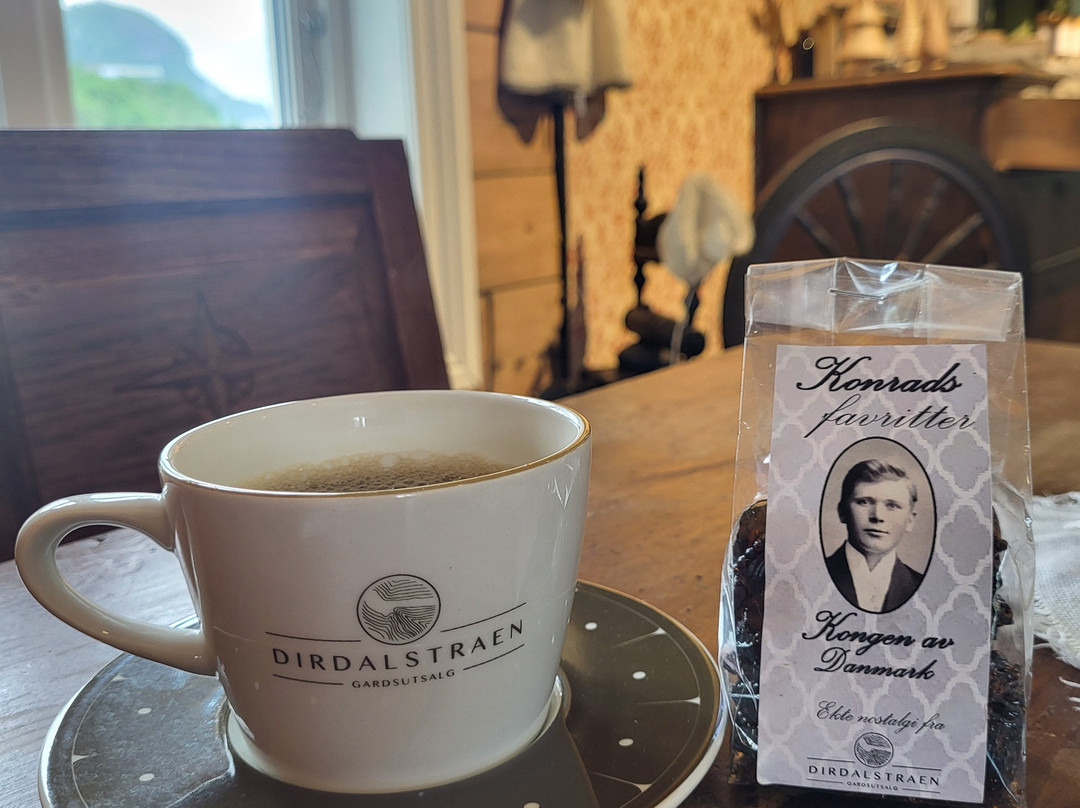 DIRDALSTRAEN
GARDSUTSALG
Konrads
favritter
Kongen av
Danmark
Ekte nostalgi fra
DIRDALSTRAEN
GARDSUTSALG